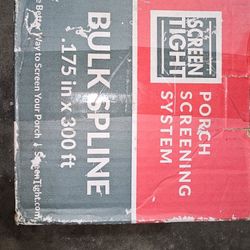 SCREEN
TIGHT
PORCH
SCREENING
SYSTEM
BULK SPLINE
.175 in x 300 ft
Better Way to Screen Your Porch
ScreenTight.com